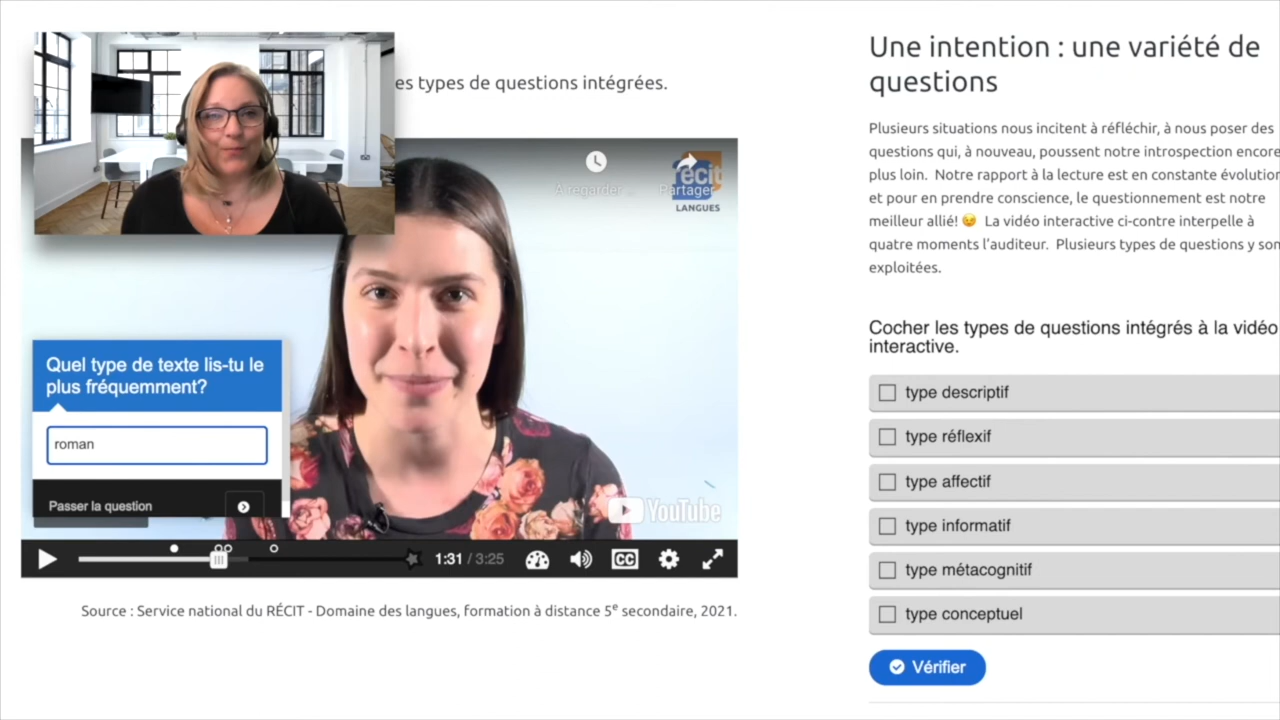 es types de questions intégrées.
A regarder ...
Partager
récit
LANGUES
Quel type de texte lis-tu le
plus fréquemment?
roman
Passer la question
YouTube
1:31 / 3:25
CC
Source : Service national du RÉCIT - Domaine des langues, formation à distance 5e secondaire, 2021.
Une intention : une variété de
questions
Plusieurs situations nous incitent à réfléchir, à nous poser des
questions qui, à nouveau, poussent notre introspection encore
plus loin. Notre rapport à la lecture est en constante évolution
et pour en prendre conscience, le questionnement est notre
meilleur allié! 😉 La vidéo interactive ci-contre interpelle à
quatre moments l'auditeur. Plusieurs types de questions y son
exploitées.
Cocher les types de questions intégrés à la vidéo
interactive.
type descriptif
type réflexif
type affectif
type informatif
type métacognitif
type conceptuel
Vérifier